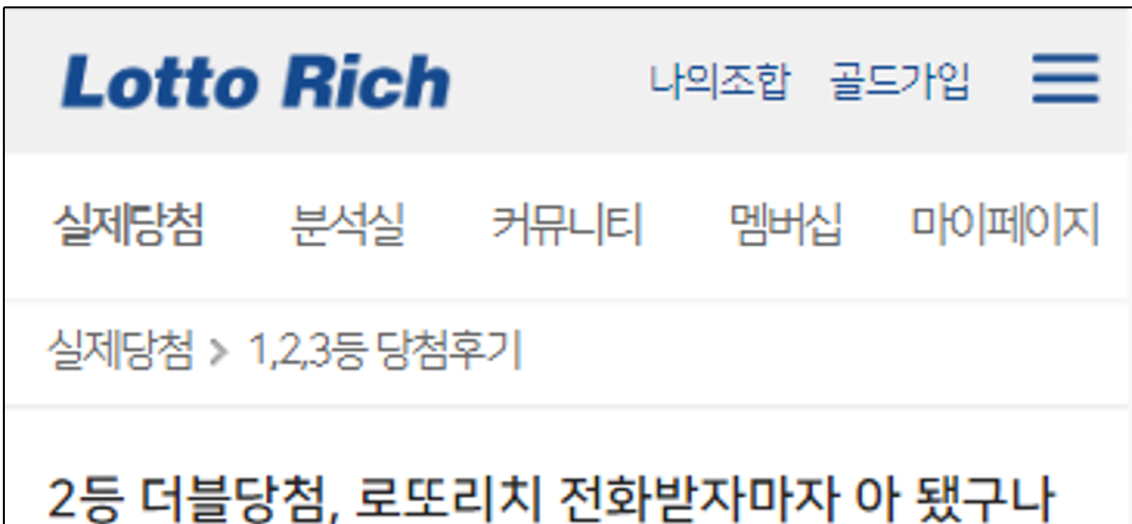 Lotto Rich 나의조합 골드가입
실제당첨 분석실 커뮤니티 멤버십 마이페이지
실제당첨 > 1,2,3등 당첨후기
2등 더블당첨, 로또리치 전화받자마자 아 됐구나